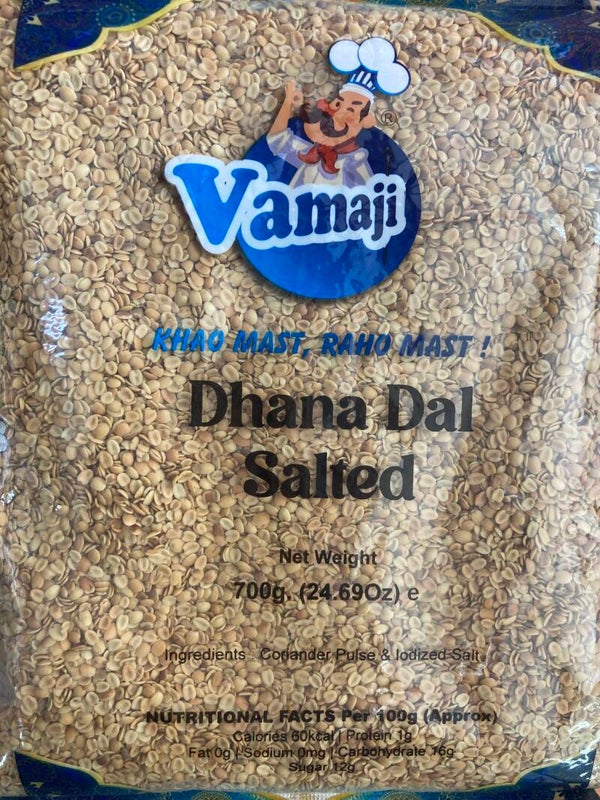 ®
Vamaji
KHAO MAST, RAHO MAST !
Dhana Dal
Salted
Net Weight
700g. (24.69Oz) e
Ingredients : Coriander Pulse & Iodized Salt.
NUTRITIONAL FACTS Per 100g (Approx)
Calories 60kcal | Protein 1g
Fat 0g | Sodium 0mg | Carbohydrate 16g
Sugar 12g